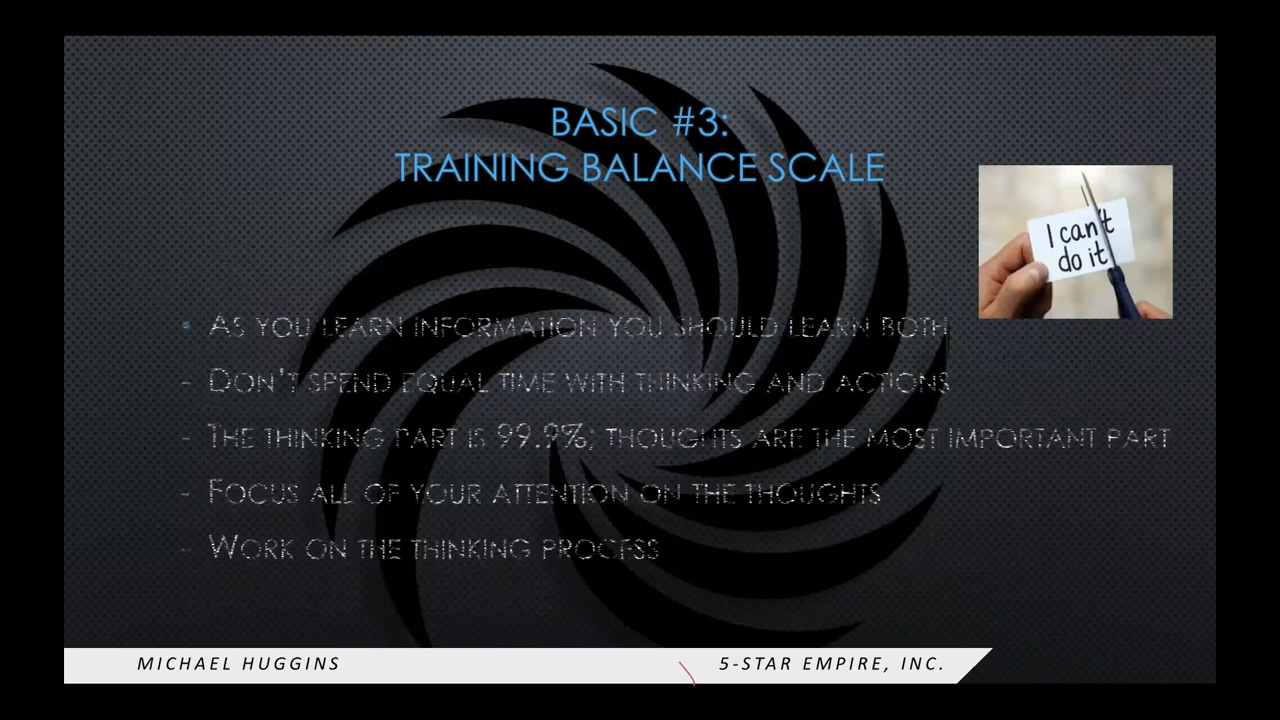 BASIC #3:
TRAINING BALANCE SCALE
I can't
do it
AS YOU LEARN INFORMATION YOU SHOULD LEARN BOTH
- DON'T SPEND EQUAL TIME WITH THINKING AND ACTIONS
- THE THINKING PART IS 99.9%; THOUGHTS ARE THE MOST IMPORTANT PART
- FOCUS ALL OF YOUR ATTENTION ON THE THOUGHTS
- WORK ON THE THINKING PROCESS
MICHAEL HUGGINS
5-STAR EMPIRE, INC.